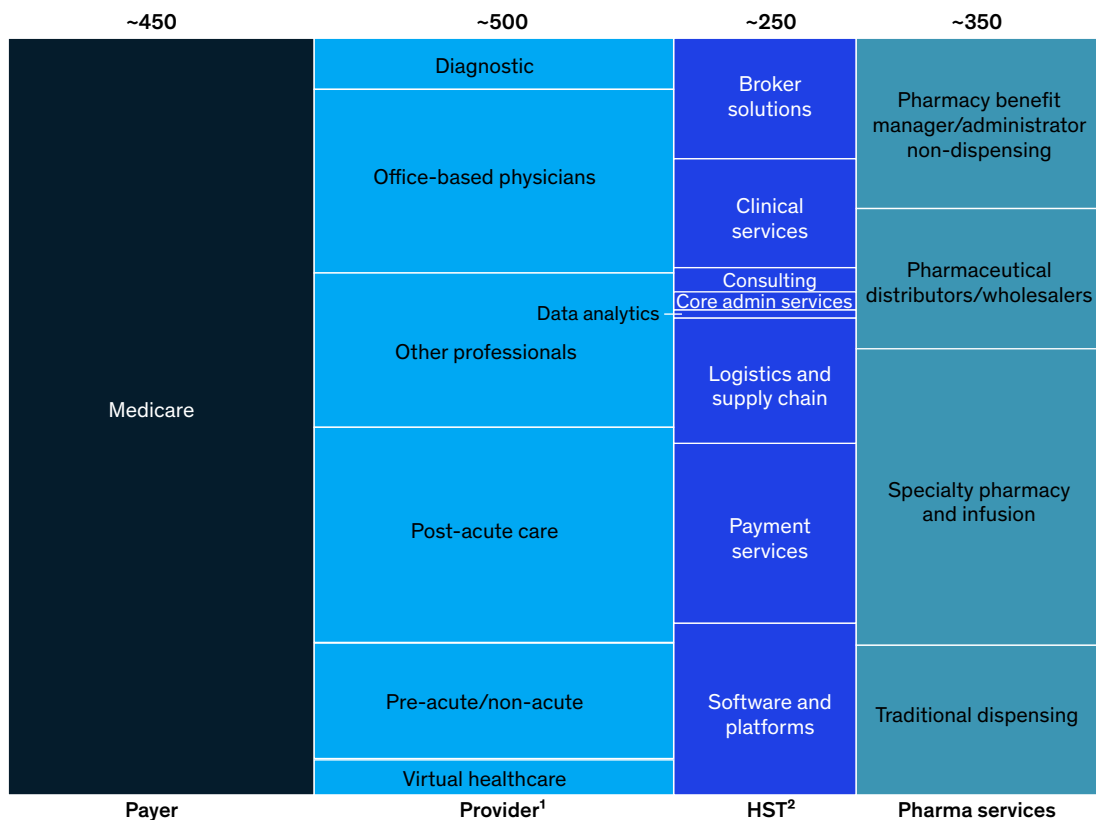 ~450
~500
~250
~350
Medicare
Diagnostic
Office-based physicians
Other professionals
Post-acute care
Pre-acute/non-acute
Virtual healthcare
Broker
solutions
Clinical
services
Consulting
Core admin services
Data analytics
Logistics and
supply chain
Payment
services
Software and
platforms
Pharmacy benefit
manager/administrator
non-dispensing
Pharmaceutical
distributors/wholesalers
Specialty pharmacy
and infusion
Traditional dispensing
Payer
Provider¹
HST²
Pharma services